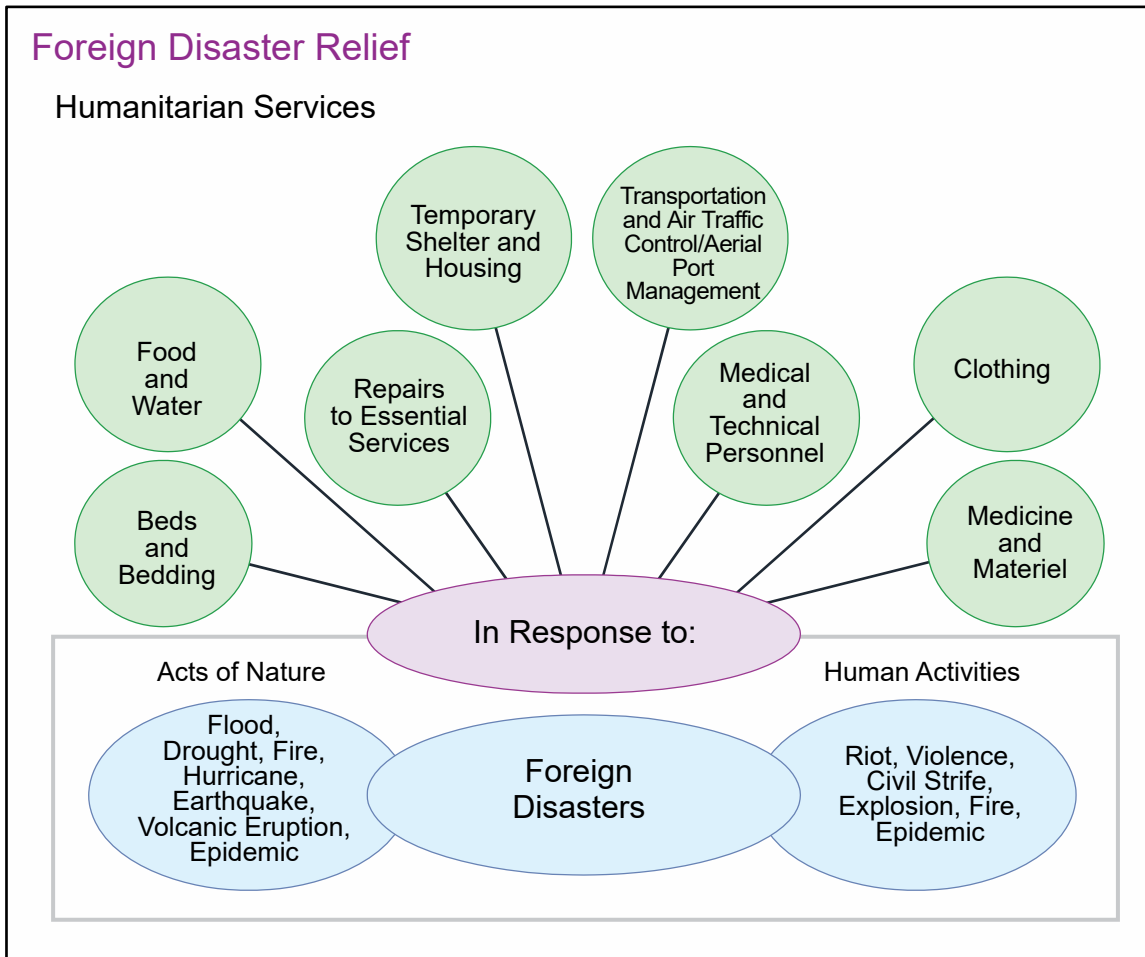 Foreign Disaster Relief
Humanitarian Services
Temporary
Shelter and
Housing
Transportation
and Air Traffic
Control/Aerial
Port
Management
Food
and
Water
Repairs
to Essential
Services
Medical
and
Technical
Personnel
Clothing
Beds
and
Bedding
Medicine
and
Materiel
In Response to:
Acts of Nature
Human Activities
Flood,
Drought, Fire,
Hurricane,
Earthquake,
Volcanic Eruption,
Epidemic
Foreign
Disasters
Riot, Violence,
Civil Strife,
Explosion, Fire,
Epidemic